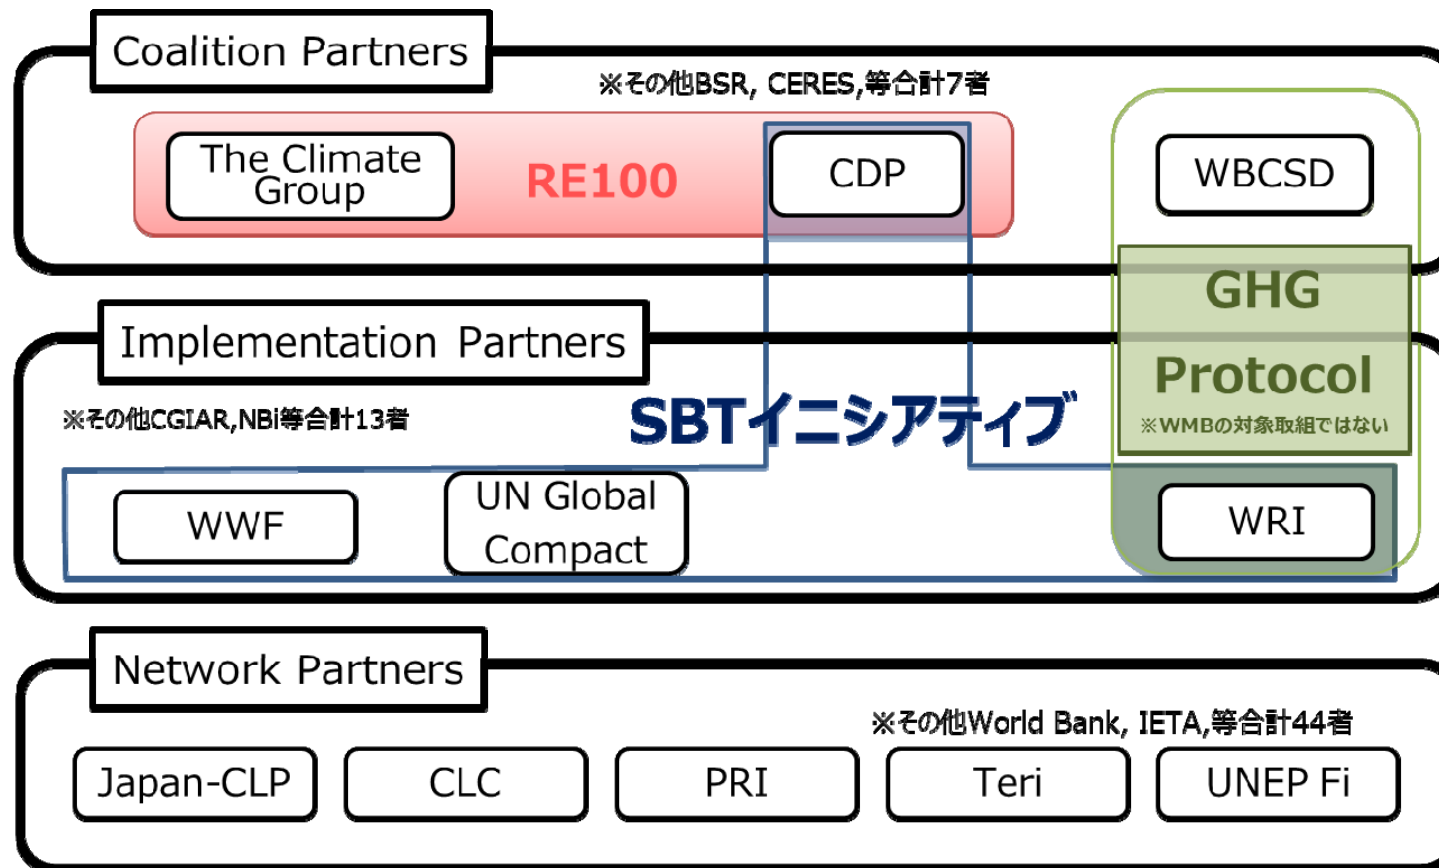 Coalition Partners
※その他BSR, CERES,等合計7者
The Climate
Group
RE100
CDP
WBCSD
GHG
Protocol
※WMBの対象取組ではない
Implementation Partners
※その他CGIAR,NBi等合計13者
SBTイニシアティブ
WWF
UN Global
Compact
WRI
Network Partners
※その他World Bank, IETA,等合計44者
Japan-CLP
CLC
PRI
Teri
UNEP Fi